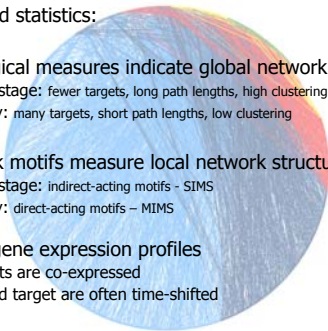 d statistics:
ical measures indicate global network
stage: fewer targets, long path lengths, high clustering
: many targets, short path lengths, low clustering
k motifs measure local network structu
stage: indirect-acting motifs - SIMS
: direct-acting motifs – MIMS
gene expression profiles
ts are co-expressed
d target are often time-shifted